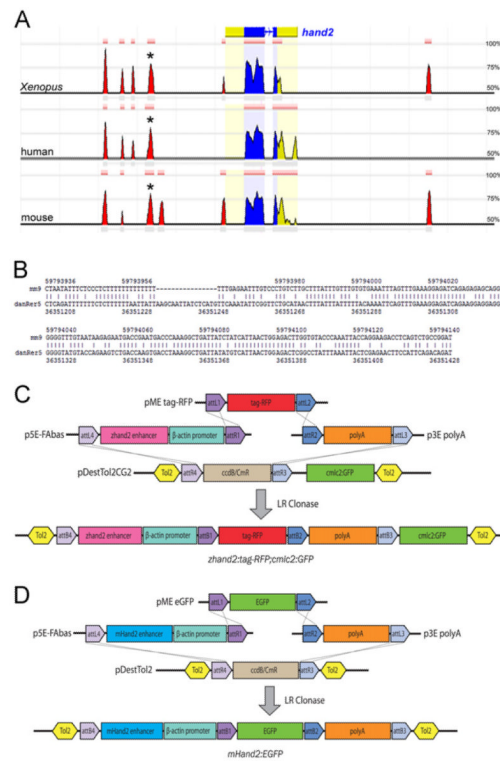 A
hand2
*
100%
75%
Xenopus
50%
*
100%
75%
human
50%
*
100%
75%
mouse
50%
B
59793936 59793956 59793980 59794000 59794020
mm9
danRer5
36351208 36351228 36351248 36351268 36351288
59794040 59794060 59794080 59794100 59794120 59794140
mm9
danRer5
36351308 36351328 36351348 36351368 36351388 36351408
C
pME tag-RFP
attL1 tag-RFP attL2
p5E-FAbas
attL4 zhand2 enhancer β-actin promoter attR1
attR2 polyA attL3
p3E polyA
pDestTol2CG2
Tol2 attR4 ccdB/CmR attR3 cmlc2:GFP Tol2
LR Clonase
Tol2 attB4 zhand2 enhancer β-actin promoter attB1 tag-RFP attB2 polyA attB3 cmlc2:GFP Tol2
zhand2:tag-RFP;cmlc2:GFP
D
pME eGFP
attL1 EGFP attL2
p5E-FAbas
attL4 mHand2 enhancer β-actin promoter attR1
attR2 polyA attL3
p3E polyA
pDestTol2
Tol2 attR4 ccdB/CmR attR3 Tol2
LR Clonase
Tol2 attB4 mHand2 enhancer β-actin promoter attB1 EGFP attB2 polyA attB3 Tol2
mHand2:EGFP